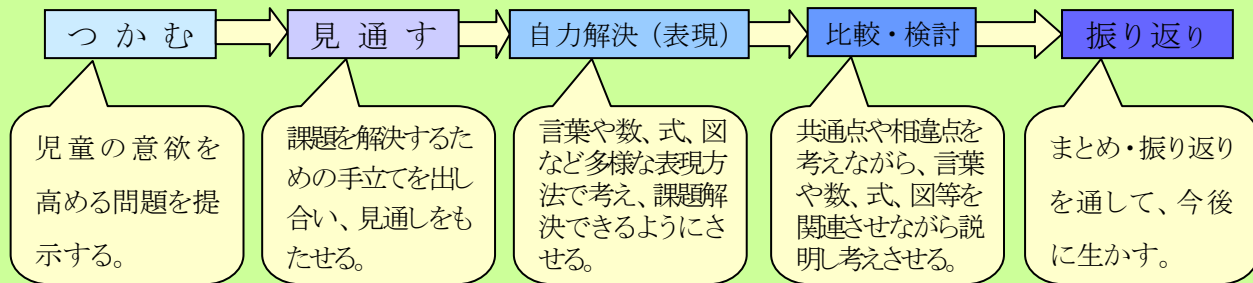 つかむ
見通す
自力解決（表現）
比較・検討
振り返り
児童の意欲を
高める問題を提
示する。
課題を解決するた
めの手立てを出し
合い、見通しをも
たせる。
言葉や数、式、図
など多様な表現方
法で考え、課題解
決できるようにさ
せる。
共通点や相違点を
考えながら、言葉
や数、式、図等を
関連させながら説
明し考えさせる。
まとめ・振り返り
を通して、今後
に生かす。